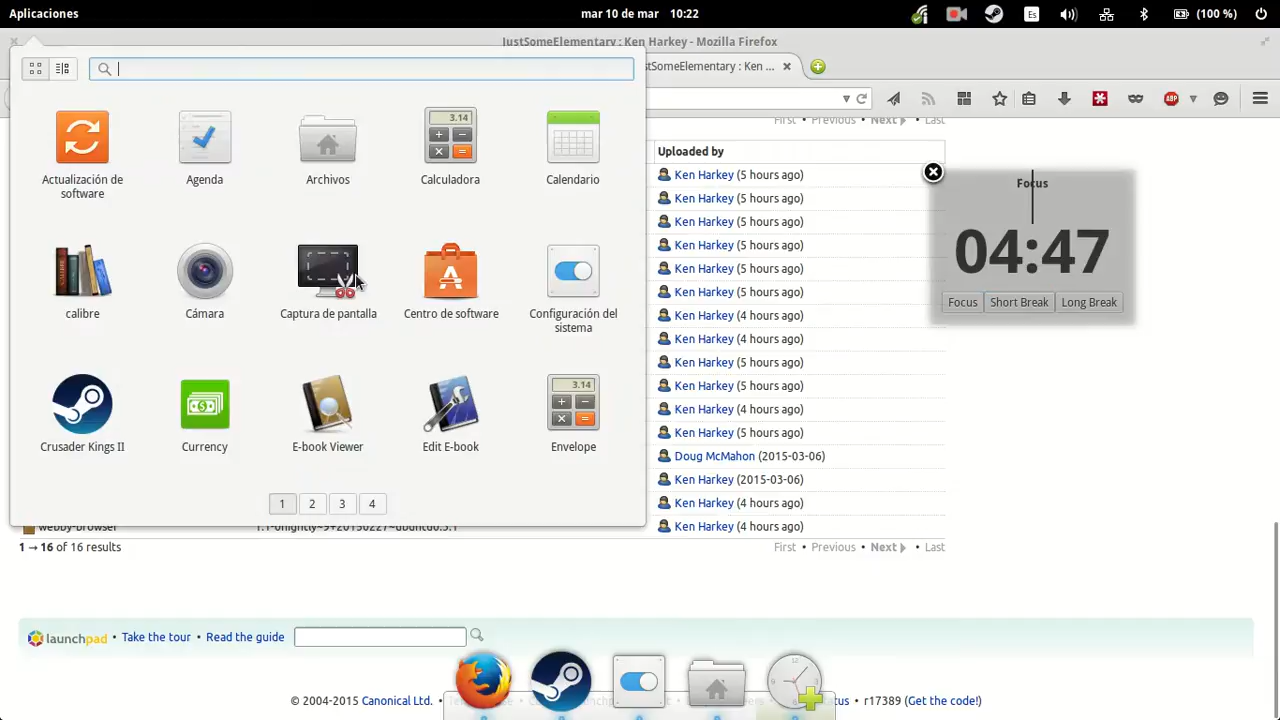 Aplicaciones
mar 10 de mar 10:22
Es
(100 %)
JustSomeElementary : Ken Harkey - Mozilla Firefox
stSomeElementary : Ken ...
ABP
First • Previous • Next • Last
Uploaded by
Actualización de software
Agenda
Archivos
3.14
Calculadora
Calendario
calibre
Cámara
Captura de pantalla
Centro de software
Configuración del sistema
Crusader Kings II
Currency
E-book Viewer
Edit E-book
3.14
Envelope
1
2
3
4
Ken Harkey (5 hours ago)
Ken Harkey (5 hours ago)
Ken Harkey (5 hours ago)
Ken Harkey (5 hours ago)
Ken Harkey (5 hours ago)
Ken Harkey (5 hours ago)
Ken Harkey (4 hours ago)
Ken Harkey (4 hours ago)
Ken Harkey (5 hours ago)
Ken Harkey (5 hours ago)
Ken Harkey (4 hours ago)
Ken Harkey (5 hours ago)
Doug McMahon (2015-03-06)
Ken Harkey (2015-03-06)
Ken Harkey (4 hours ago)
Ken Harkey (4 hours ago)
Focus
04:47
Focus
Short Break
Long Break
webby-browser
1 → 16 of 16 results
First • Previous • Next • Last
launchpad • Take the tour • Read the guide
© 2004-2015 Canonical Ltd. • r17389 (Get the code!)